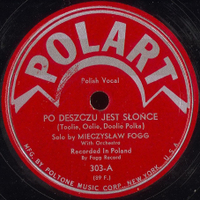 POLART
Polish Vocal
PO DESZCZU JEST SŁOŃCE
(Toolie, Oolie, Doolie Polka)
Solo by MIECZYSŁAW FOGG
With Orchestra
Recorded In Poland
By Fogg Record
303-A
(89 F.)
MFG. BY POLTONE MUSIC CORP. NEW YORK, U.S.A.